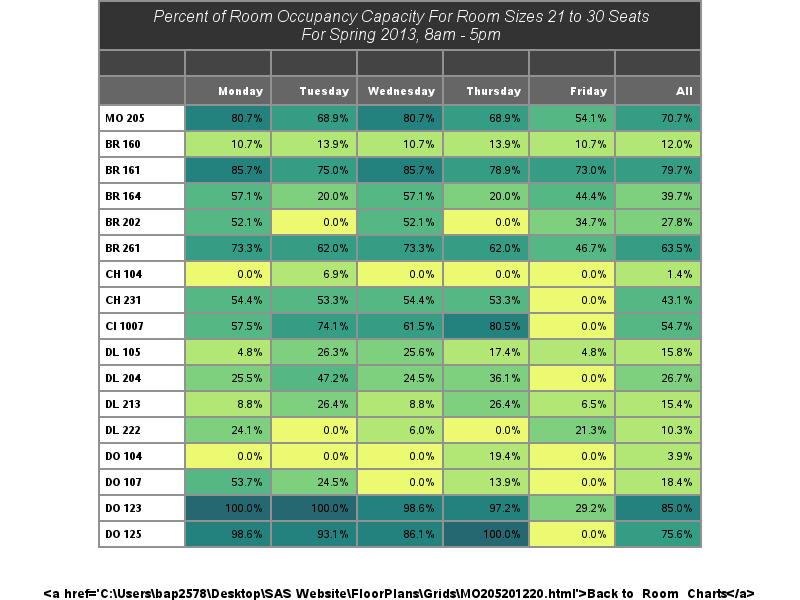 Percent of Room Occupancy Capacity For Room Sizes 21 to 30 Seats
For Spring 2013, 8am - 5pm
Monday Tuesday Wednesday Thursday Friday All
MO 205 80.7% 68.9% 80.7% 68.9% 54.1% 70.7%
BR 160 10.7% 13.9% 10.7% 13.9% 10.7% 12.0%
BR 161 85.7% 75.0% 85.7% 78.9% 73.0% 79.7%
BR 164 57.1% 20.0% 57.1% 20.0% 44.4% 39.7%
BR 202 52.1% 0.0% 52.1% 0.0% 34.7% 27.8%
BR 261 73.3% 62.0% 73.3% 62.0% 46.7% 63.5%
CH 104 0.0% 6.9% 0.0% 0.0% 0.0% 1.4%
CH 231 54.4% 53.3% 54.4% 53.3% 0.0% 43.1%
CI 1007 57.5% 74.1% 61.5% 80.5% 0.0% 54.7%
DL 105 4.8% 26.3% 25.6% 17.4% 4.8% 15.8%
DL 204 25.5% 47.2% 24.5% 36.1% 0.0% 26.7%
DL 213 8.8% 26.4% 8.8% 26.4% 6.5% 15.4%
DL 222 24.1% 0.0% 6.0% 0.0% 21.3% 10.3%
DO 104 0.0% 0.0% 0.0% 19.4% 0.0% 3.9%
DO 107 53.7% 24.5% 0.0% 13.9% 0.0% 18.4%
DO 123 100.0% 100.0% 98.6% 97.2% 29.2% 85.0%
DO 125 98.6% 93.1% 86.1% 100.0% 0.0% 75.6%
<a href='C:\Users\bap2578\Desktop\SAS Website\FloorPlans\Grids\MO205201220.html'>Back to Room Charts</a>